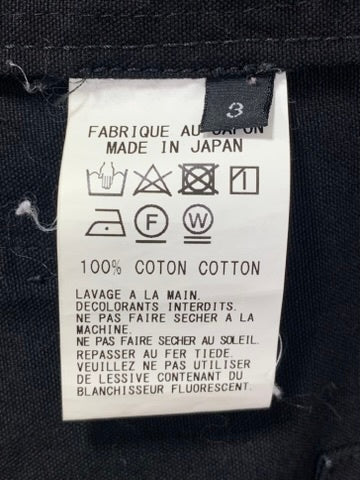 3
FABRIQUE AU JAPON
MADE IN JAPAN
F
W
100% COTON COTTON
LAVAGE A LA MAIN.
DECOLORANTS INTERDITS.
NE PAS FAIRE SECHER A LA
MACHINE.
NE PAS FAIRE SECHER AU SOLEIL.
REPASSER AU FER TIEDE.
VEUILLEZ NE PAS UTILISER
DE LESSIVE CONTENANT DU
BLANCHISSEUR FLUORESCENT.